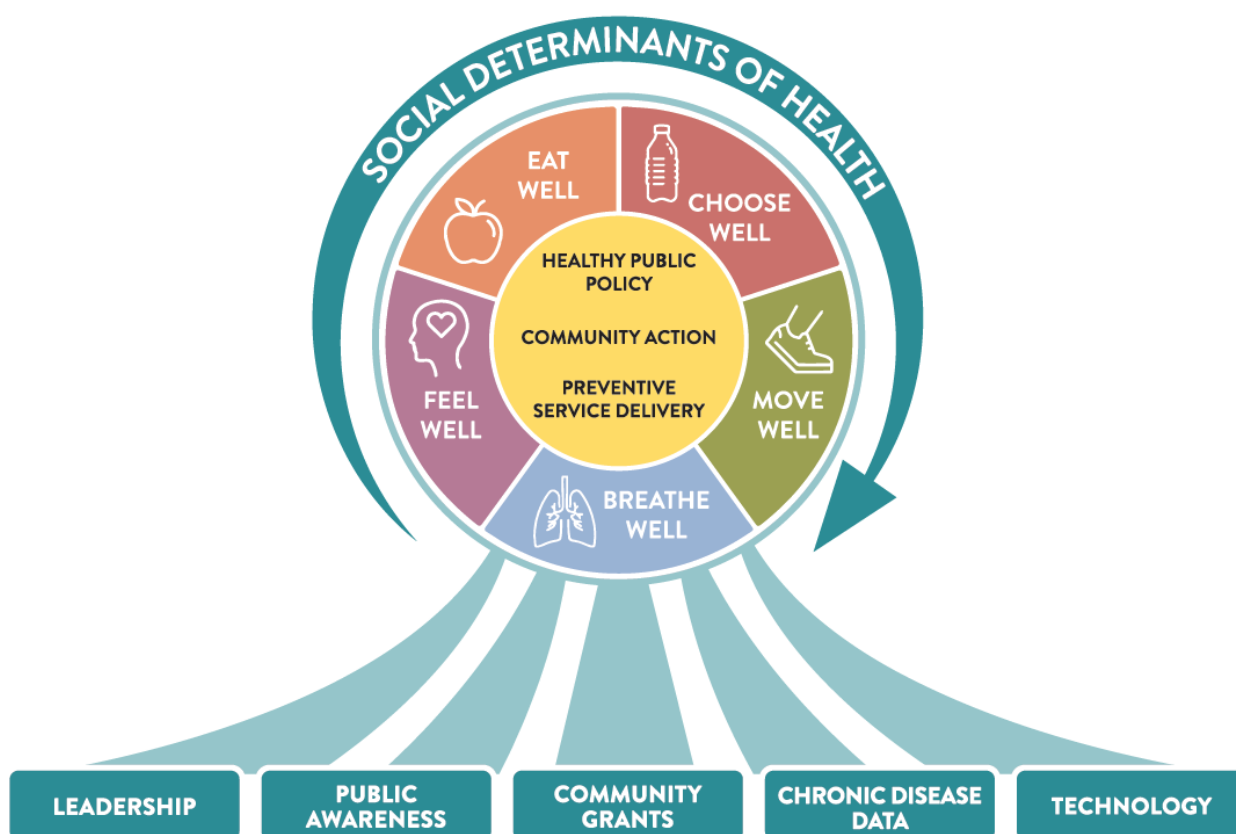 SOCIAL DETERMINANTS OF HEALTH
EAT
WELL
CHOOSE
WELL
HEALTHY PUBLIC
POLICY
COMMUNITY ACTION
PREVENTIVE
SERVICE DELIVERY
FEEL
WELL
MOVE
WELL
BREATHE
WELL
LEADERSHIP
PUBLIC
AWARENESS
COMMUNITY
GRANTS
CHRONIC DISEASE
DATA
TECHNOLOGY